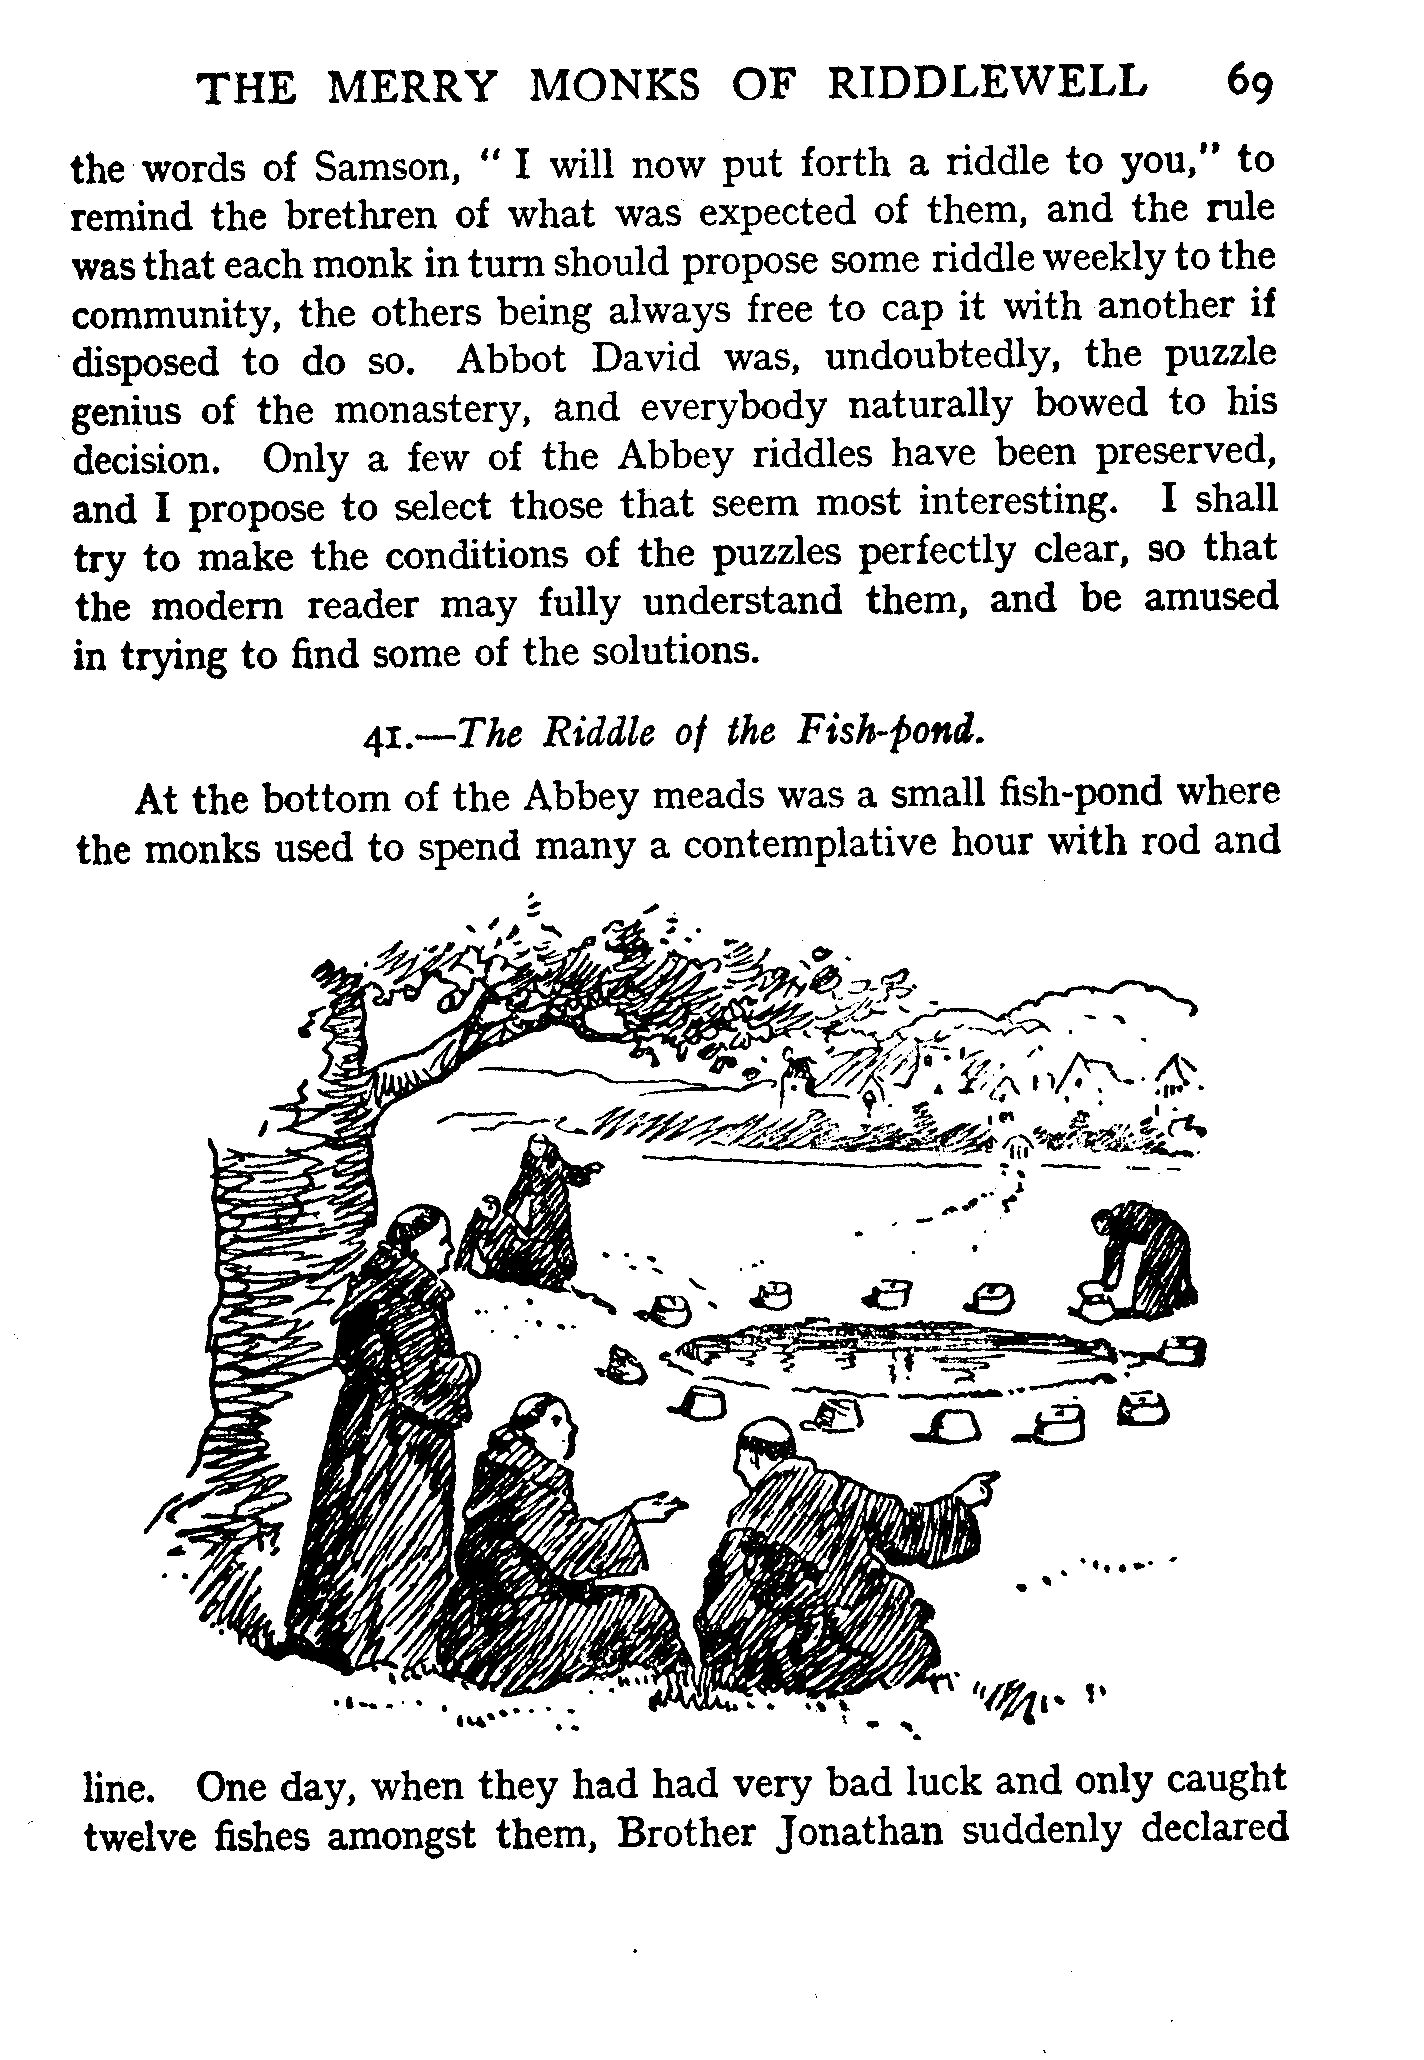 THE MERRY MONKS OF RIDDLEWELL 69
the words of Samson, “ I will now put forth a riddle to you,” to
remind the brethren of what was expected of them, and the rule
was that each monk in turn should propose some riddle weekly to the
community, the others being always free to cap it with another if
disposed to do so. Abbot David was, undoubtedly, the puzzle
genius of the monastery, and everybody naturally bowed to his
decision. Only a few of the Abbey riddles have been preserved,
and I propose to select those that seem most interesting. I shall
try to make the conditions of the puzzles perfectly clear, so that
the modern reader may fully understand them, and be amused
in trying to find some of the solutions.
41.—The Riddle of the Fish-pond.
At the bottom of the Abbey meads was a small fish-pond where
the monks used to spend many a contemplative hour with rod and
line. One day, when they had had very bad luck and only caught
twelve fishes amongst them, Brother Jonathan suddenly declared